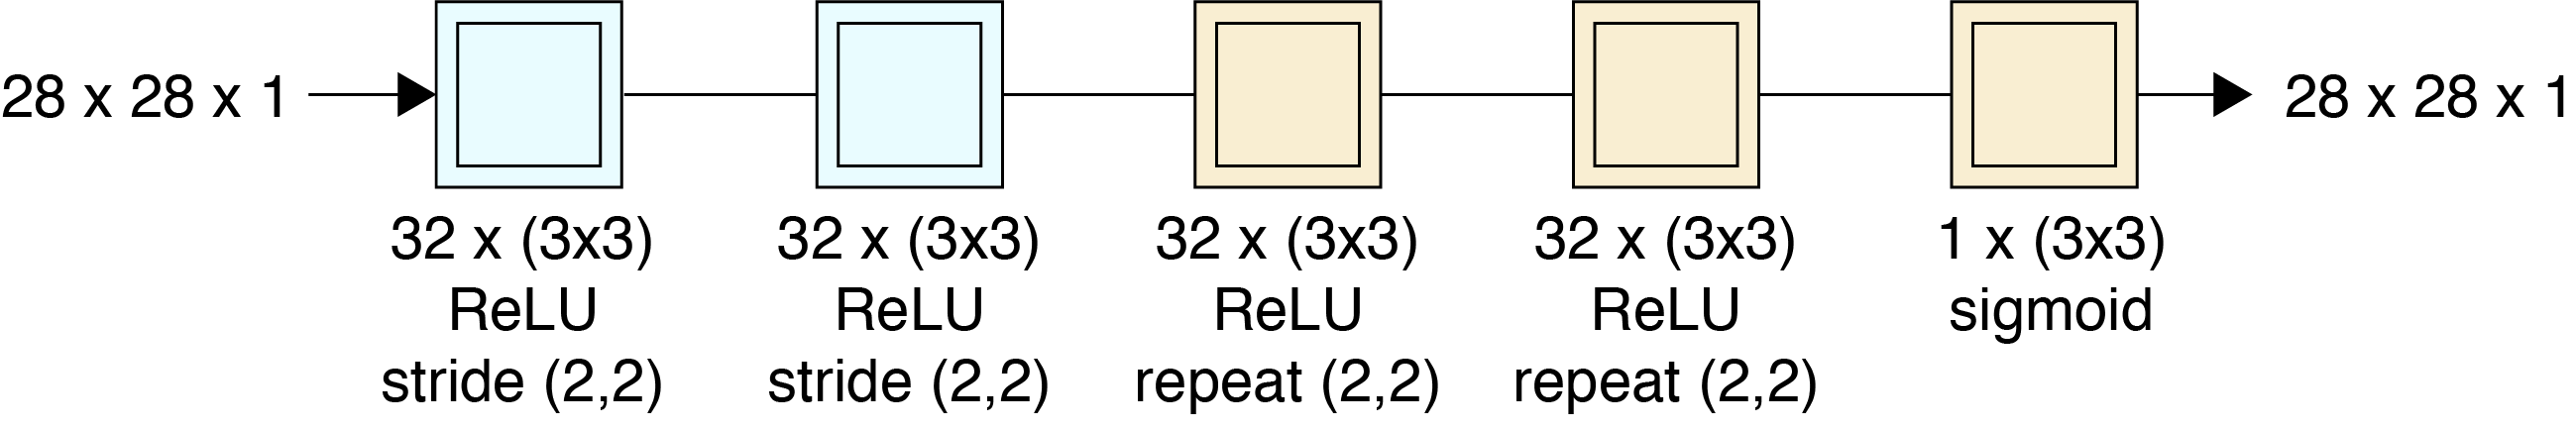 28 x 28 x 1
32 x (3x3)
ReLU
stride (2,2)
32 x (3x3)
ReLU
stride (2,2)
32 x (3x3)
ReLU
repeat (2,2)
32 x (3x3)
ReLU
repeat (2,2)
1 x (3x3)
sigmoid
28 x 28 x 1